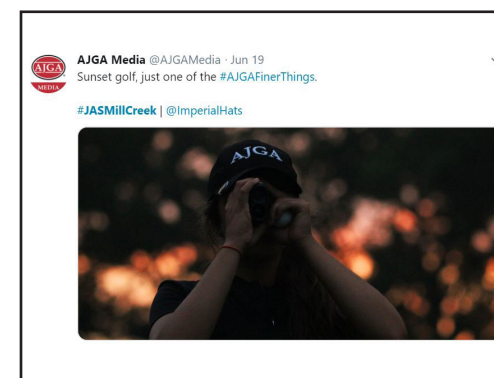 AJGA
MEDIA
AJGA Media @AJGAMedia · Jun 19
Sunset golf, just one of the #AJGAFinerThings.
#JASMillCreek | @ImperialHats
AJGA